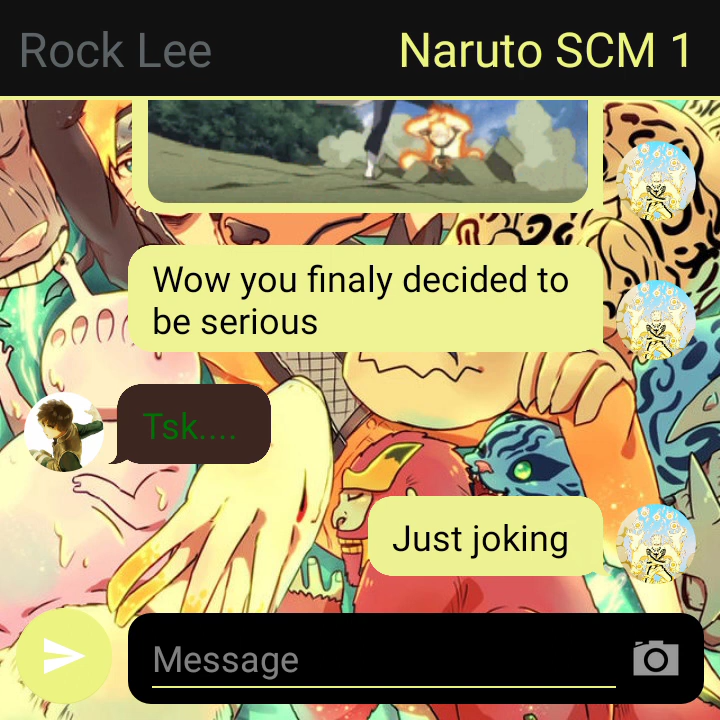 Rock Lee
Naruto SCM 1
Wow you finaly decided to
be serious
Tsk....
Just joking
Message